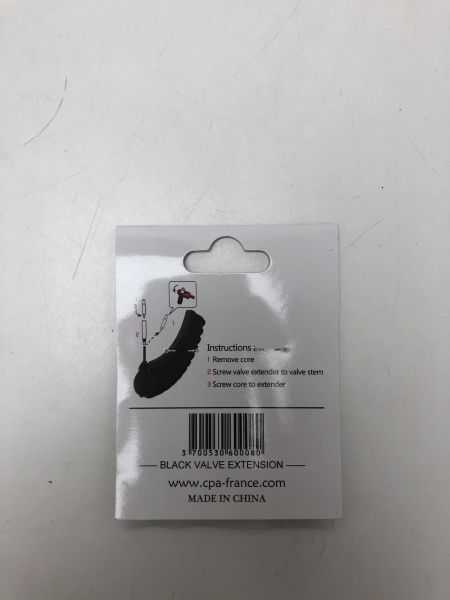 Instructions
1 Remove core
2 Screw valve extender to valve stem
3 Screw core to extender
3 700530 600080
BLACK VALVE EXTENSION
www.cpa-france.com
MADE IN CHINA